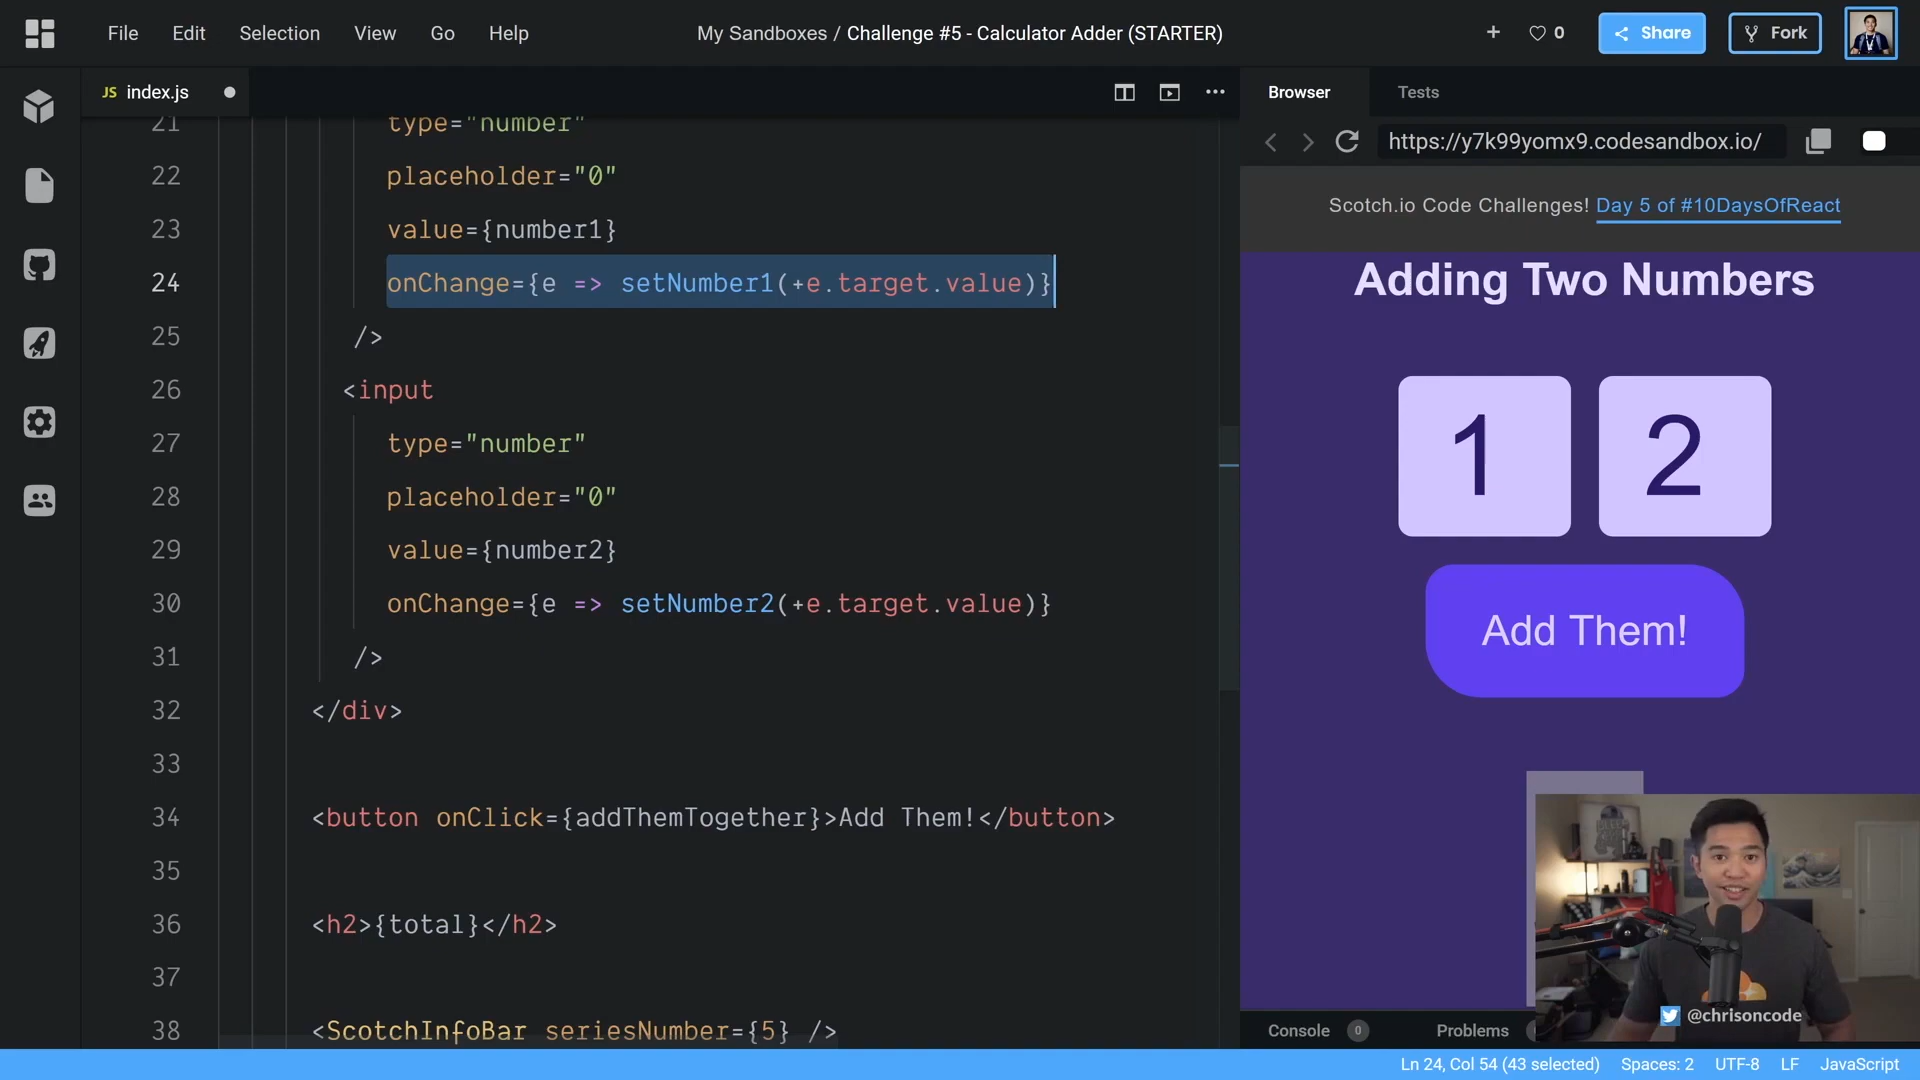 File Edit Selection View Go Help
My Sandboxes / Challenge #5 - Calculator Adder (STARTER)
+ 0 Share Fork
JS index.js
Browser Tests
https://y7k99yomx9.codesandbox.io/
21 type="number"
22 placeholder="0"
23 value={number1}
24 onChange={e => setNumber1(+e.target.value)}
25 />
26 <input
27 type="number"
28 placeholder="0"
29 value={number2}
30 onChange={e => setNumber2(+e.target.value)}
31 />
32 </div>
33
34 <button onClick={addThemTogether}>Add Them!</button>
35
36 <h2>{total}</h2>
37
38 <ScotchInfoBar seriesNumber={5} />
Scotch.io Code Challenges! Day 5 of #10DaysOfReact
Adding Two Numbers
1 2
Add Them!
@chrisoncode
Console 0 Problems
Ln 24, Col 54 (43 selected) Spaces: 2 UTF-8 LF JavaScript